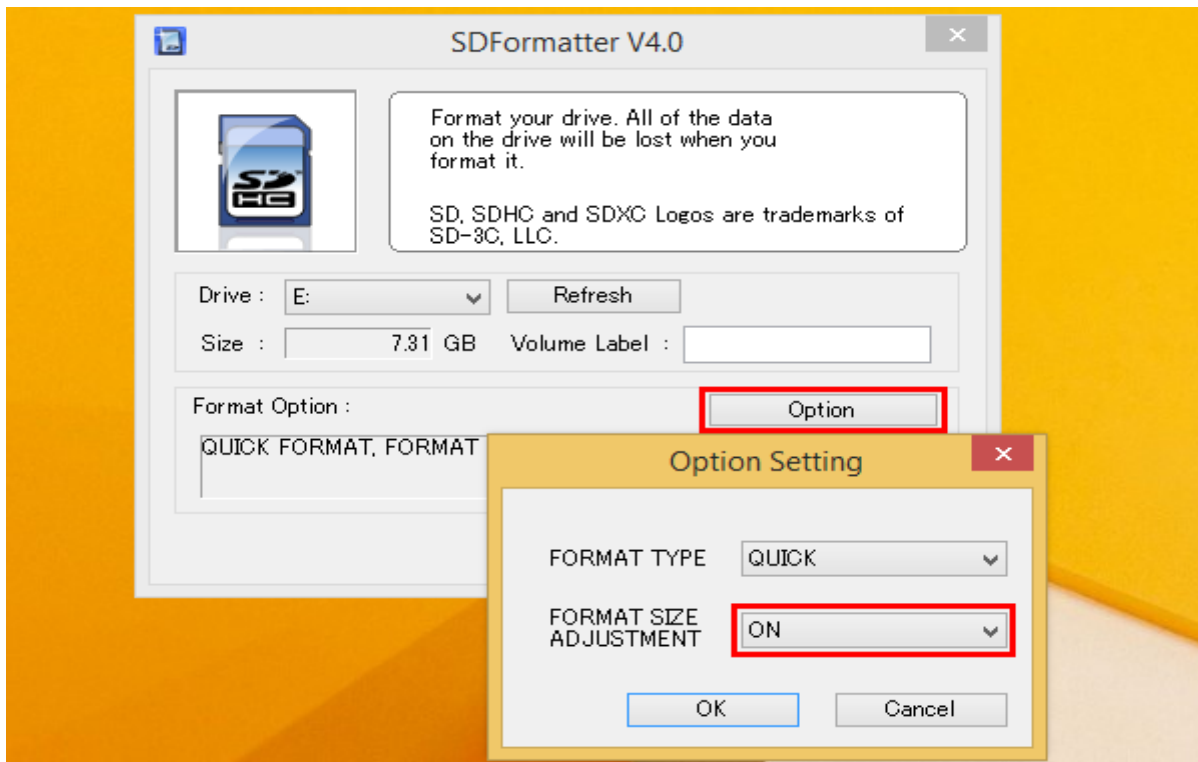 SDFormatter V4.0
Format your drive. All of the data
on the drive will be lost when you
format it.
SD, SDHC and SDXC Logos are trademarks of
SD-3C, LLC.
SD
HC
Drive : E: Refresh
Size : 7.31 GB Volume Label :
Format Option : Option
QUICK FORMAT, FORMAT
Option Setting
FORMAT TYPE QUICK
FORMAT SIZE
ADJUSTMENT ON
OK Cancel